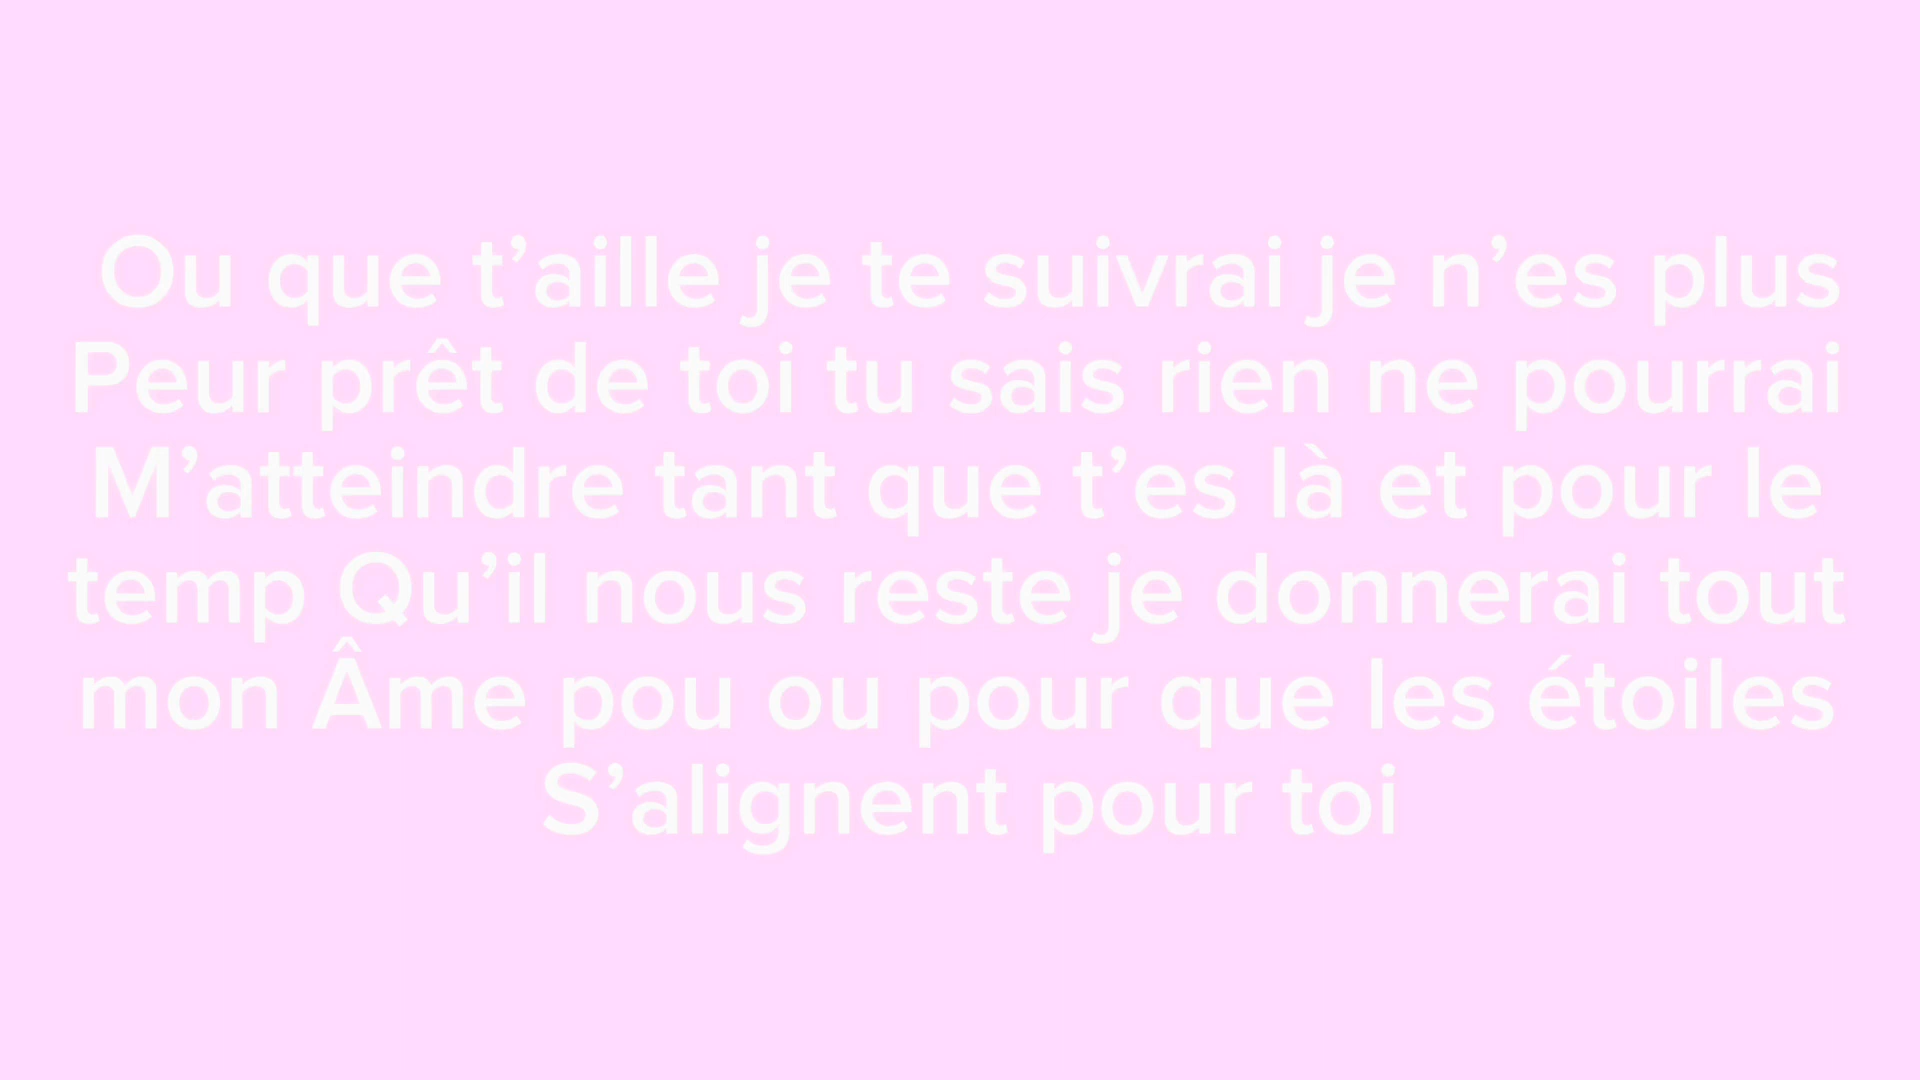 Ou que t’aille je te suivrai je n’es plus
Peur prêt de toi tu sais rien ne pourrai
M’atteindre tant que t’es là et pour le
temp Qu’il nous reste je donnerai tout
mon Âme pou ou pour que les étoiles
S’alignent pour toi